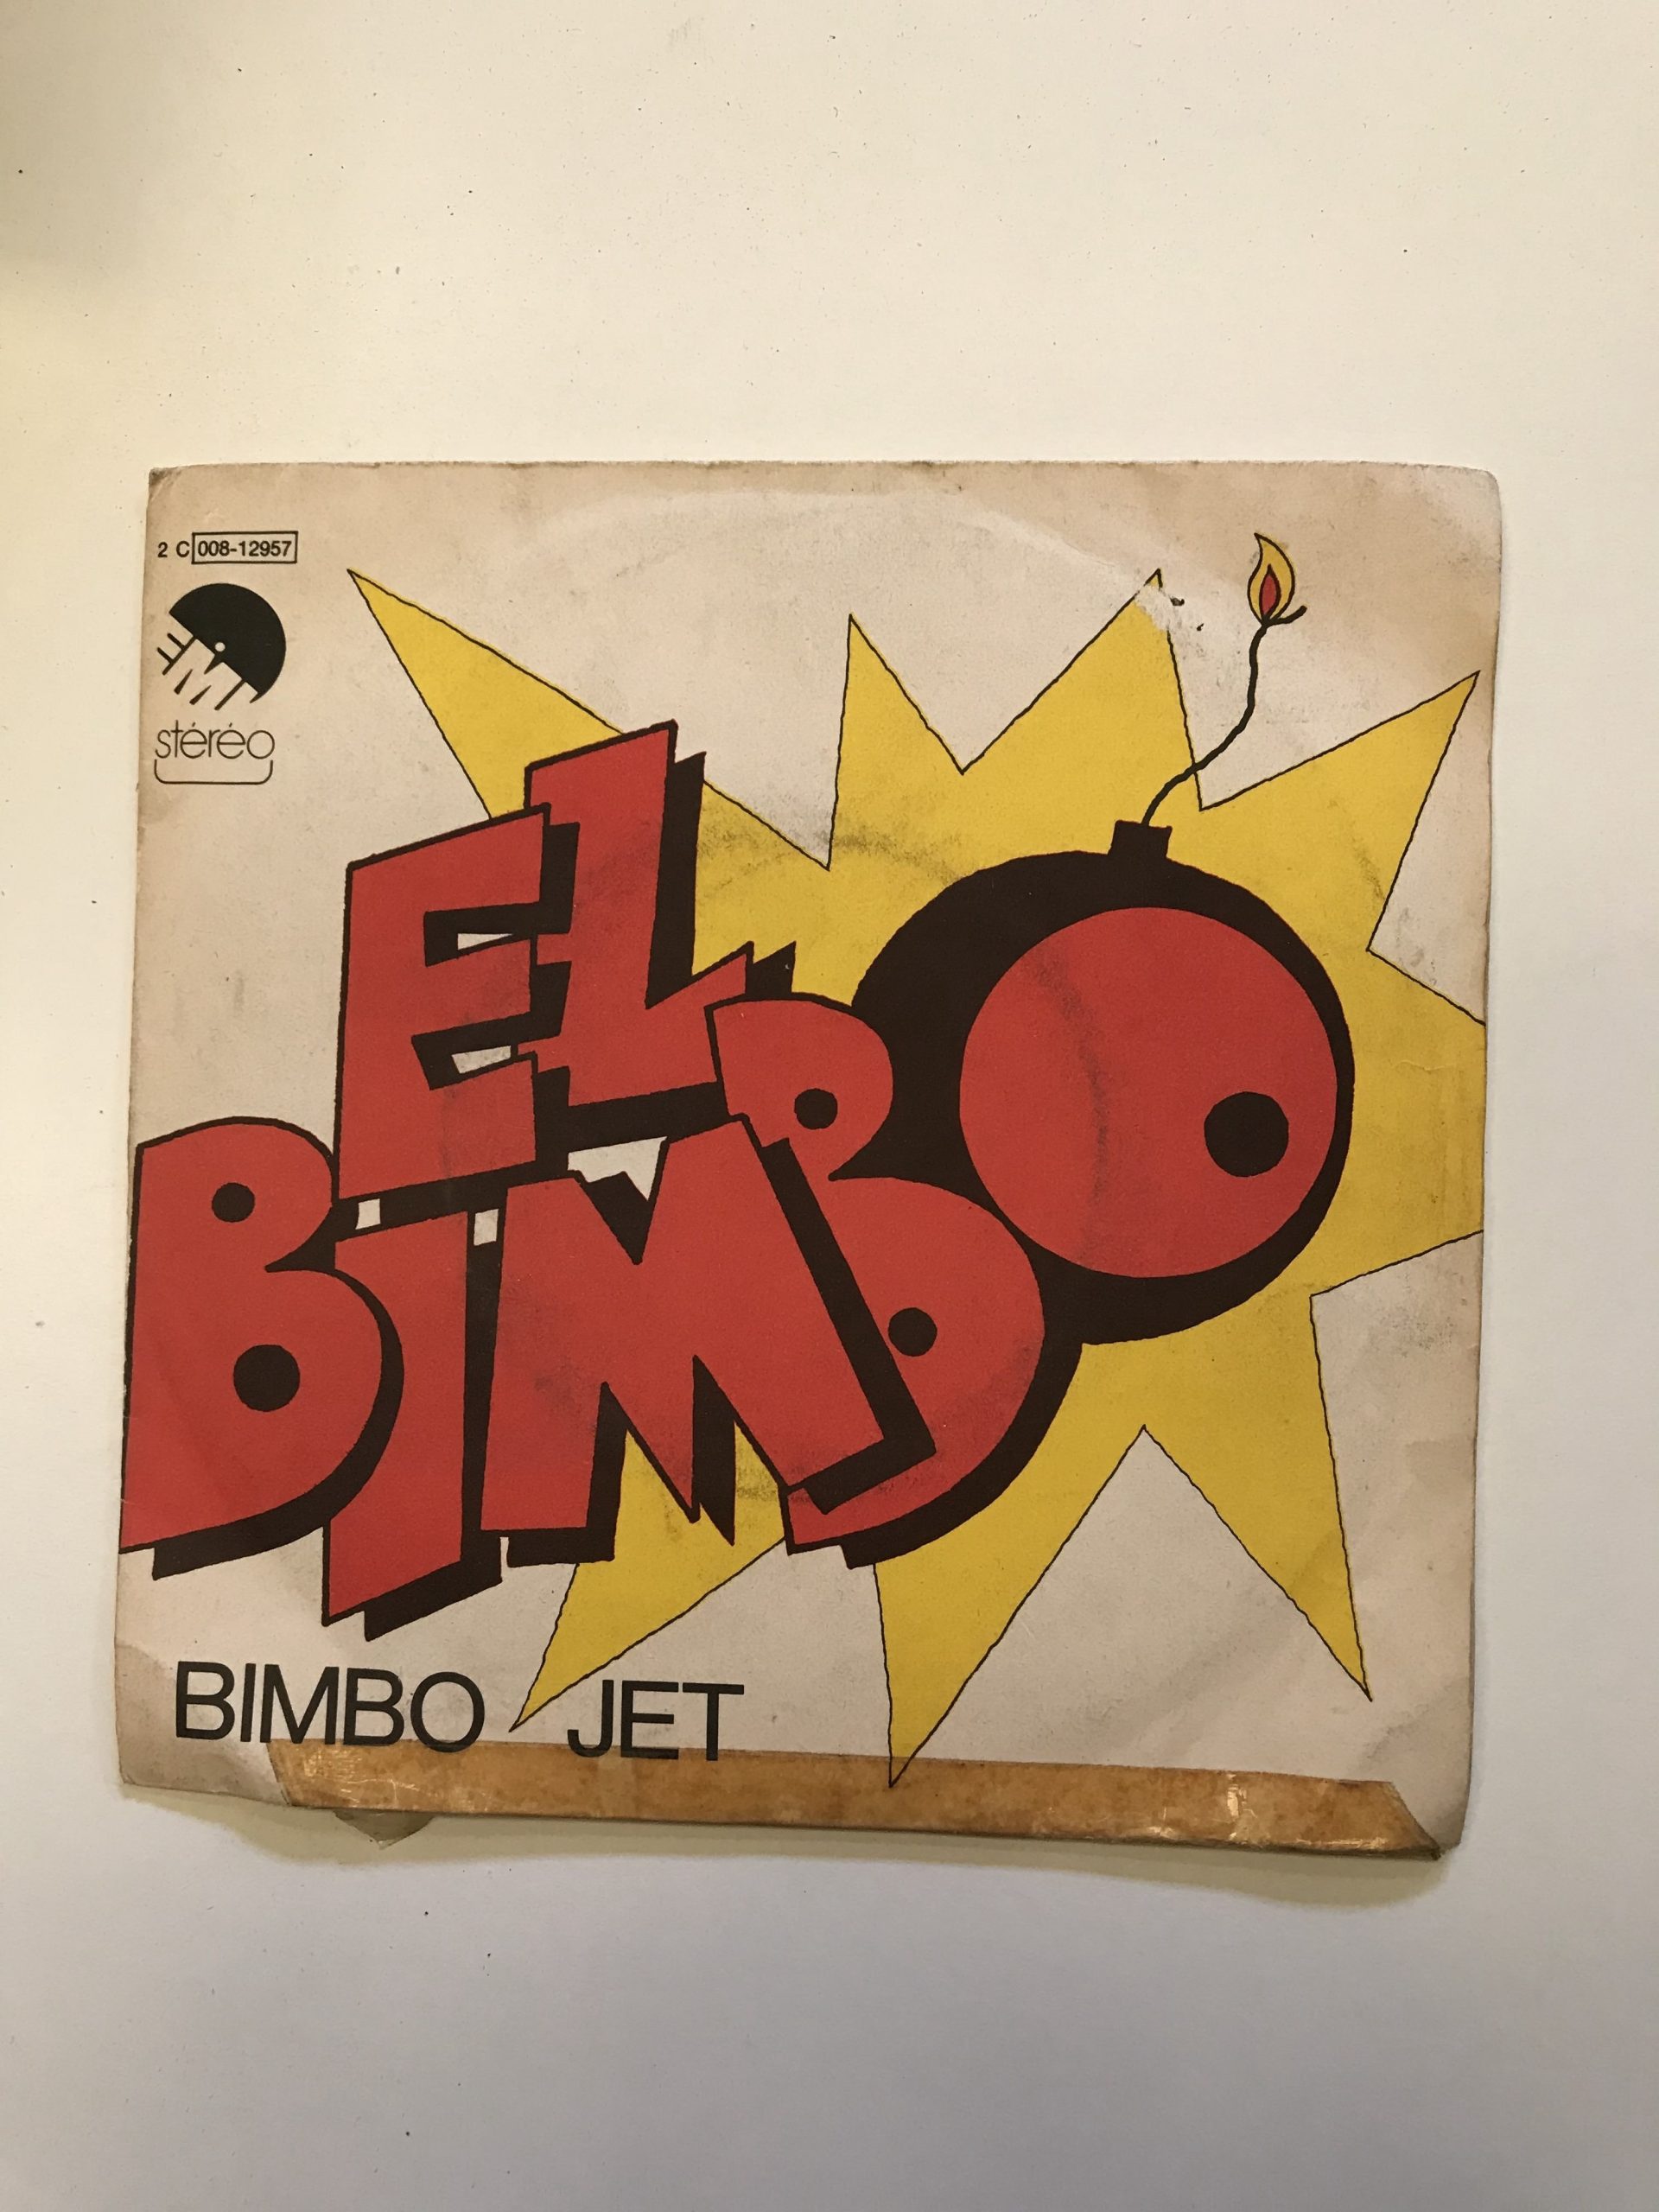 2 C 008-12957
EMI
stéréo
EL
BIMBO
BIMBO JET